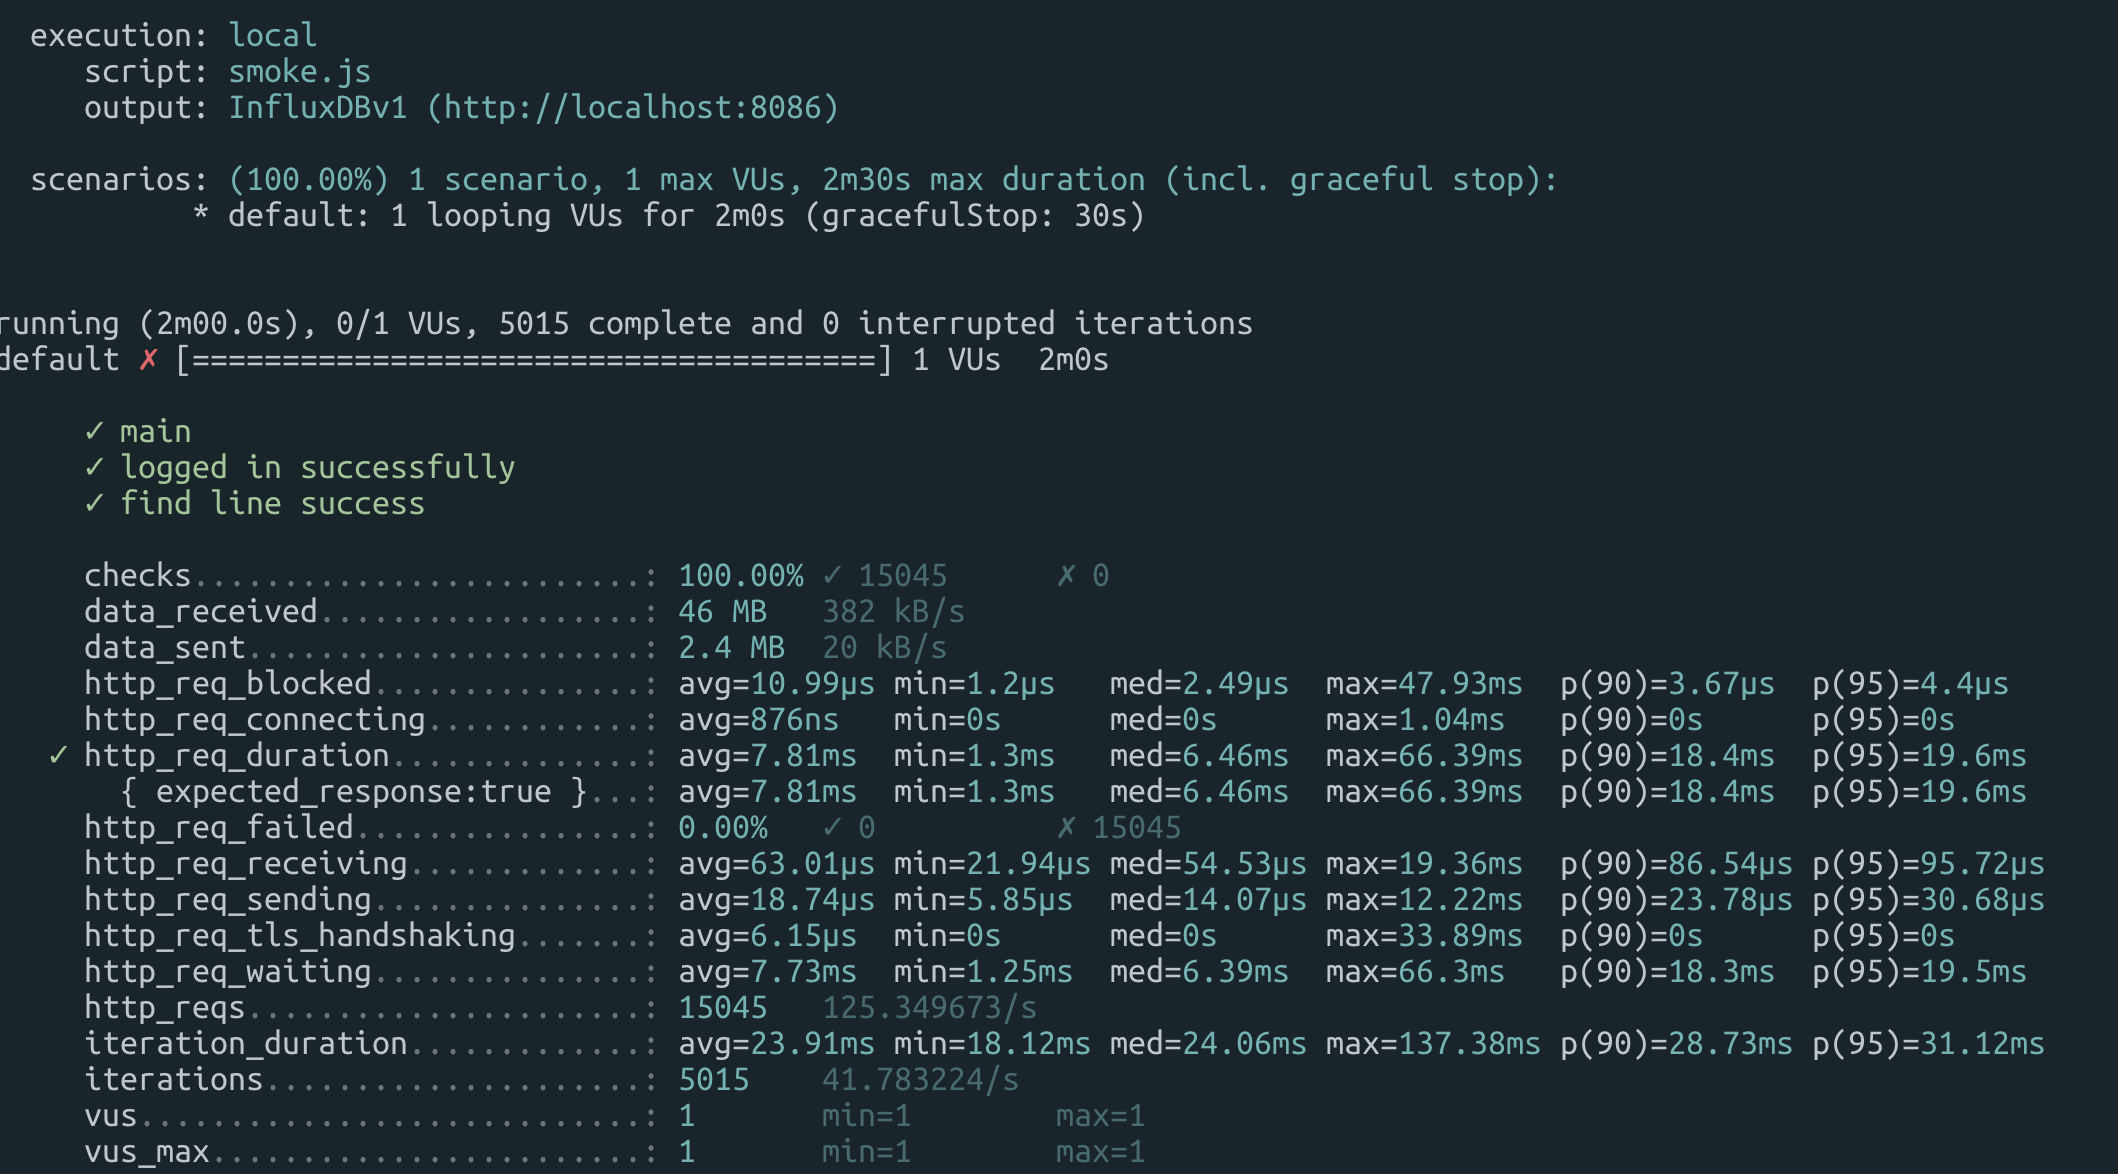 execution: local
script: smoke.js
output: InfluxDBv1 (http://localhost:8086)
scenarios: (100.00%) 1 scenario, 1 max VUs, 2m30s max duration (incl. graceful stop):
* default: 1 looping VUs for 2m0s (gracefulStop: 30s)
running (2m00.0s), 0/1 VUs, 5015 complete and 0 interrupted iterations
default ✗ [======================================] 1 VUs  2m0s
✓ main
✓ logged in successfully
✓ find line success
checks.........................: 100.00% ✓ 15045      ✗ 0
data_received..................: 46 MB   382 kB/s
data_sent......................: 2.4 MB  20 kB/s
http_req_blocked...............: avg=10.99µs min=1.2µs   med=2.49µs  max=47.93ms  p(90)=3.67µs  p(95)=4.4µs
http_req_connecting............: avg=876ns   min=0s      med=0s      max=1.04ms   p(90)=0s      p(95)=0s
✓ http_req_duration..............: avg=7.81ms  min=1.3ms   med=6.46ms  max=66.39ms  p(90)=18.4ms  p(95)=19.6ms
{ expected_response:true }...: avg=7.81ms  min=1.3ms   med=6.46ms  max=66.39ms  p(90)=18.4ms  p(95)=19.6ms
http_req_failed................: 0.00%   ✓ 0          ✗ 15045
http_req_receiving.............: avg=63.01µs min=21.94µs med=54.53µs max=19.36ms  p(90)=86.54µs p(95)=95.72µs
http_req_sending...............: avg=18.74µs min=5.85µs  med=14.07µs max=12.22ms  p(90)=23.78µs p(95)=30.68µs
http_req_tls_handshaking.......: avg=6.15µs  min=0s      med=0s      max=33.89ms  p(90)=0s      p(95)=0s
http_req_waiting...............: avg=7.73ms  min=1.25ms  med=6.39ms  max=66.3ms   p(90)=18.3ms  p(95)=19.5ms
http_reqs......................: 15045   125.349673/s
iteration_duration.............: avg=23.91ms min=18.12ms med=24.06ms max=137.38ms p(90)=28.73ms p(95)=31.12ms
iterations.....................: 5015    41.783224/s
vus............................: 1       min=1        max=1
vus_max........................: 1       min=1        max=1